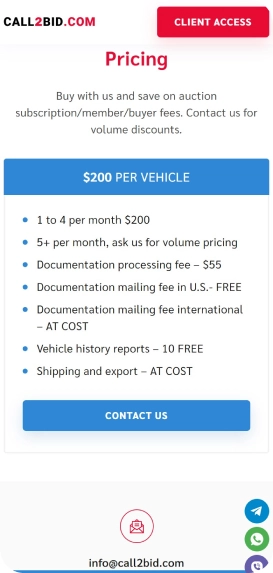 CALL2BID.COM
CLIENT ACCESS
Pricing
Buy with us and save on auction
subscription/member/buyer fees. Contact us for
volume discounts.
$200 PER VEHICLE
1 to 4 per month $200
5+ per month, ask us for volume pricing
Documentation processing fee – $55
Documentation mailing fee in U.S.- FREE
Documentation mailing fee international
– AT COST
Vehicle history reports – 10 FREE
Shipping and export – AT COST
CONTACT US
info@call2bid.com